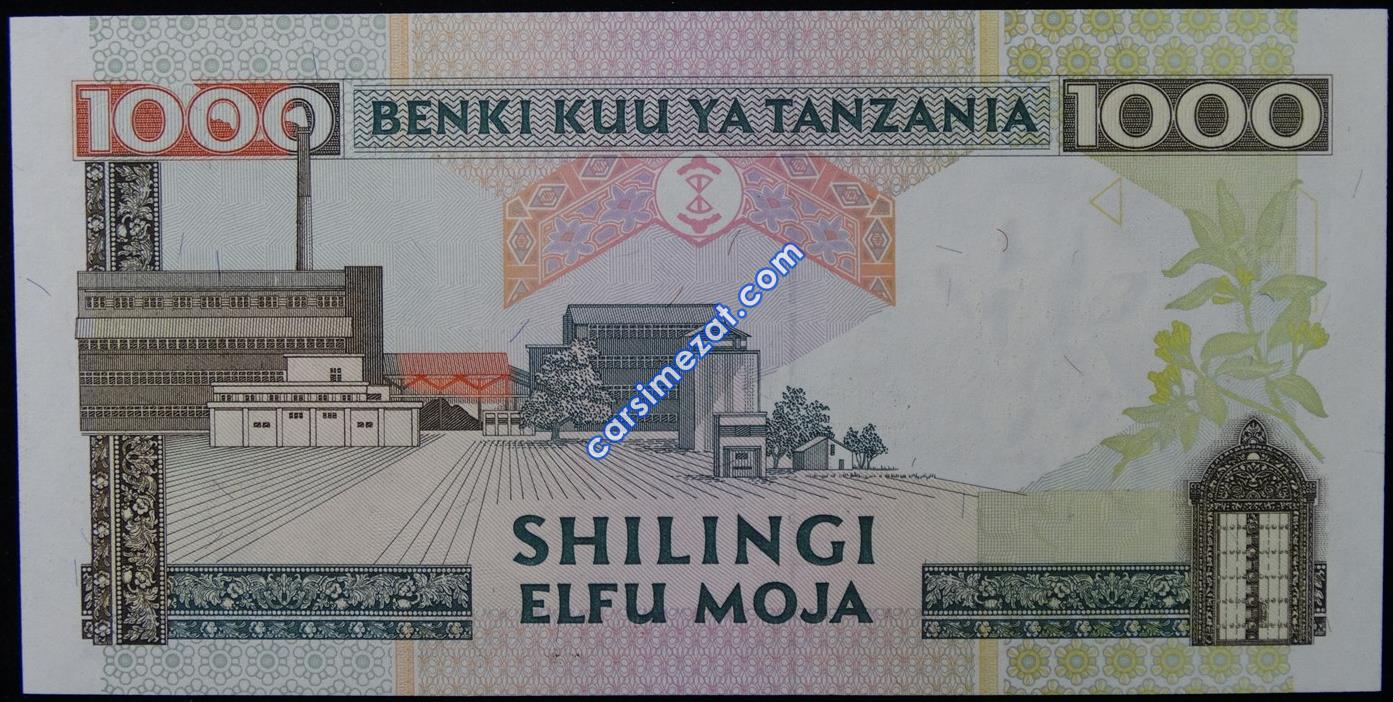 1000 BENKI KUU YA TANZANIA 1000
carsimezat.com
SHILINGI
ELFU MOJA